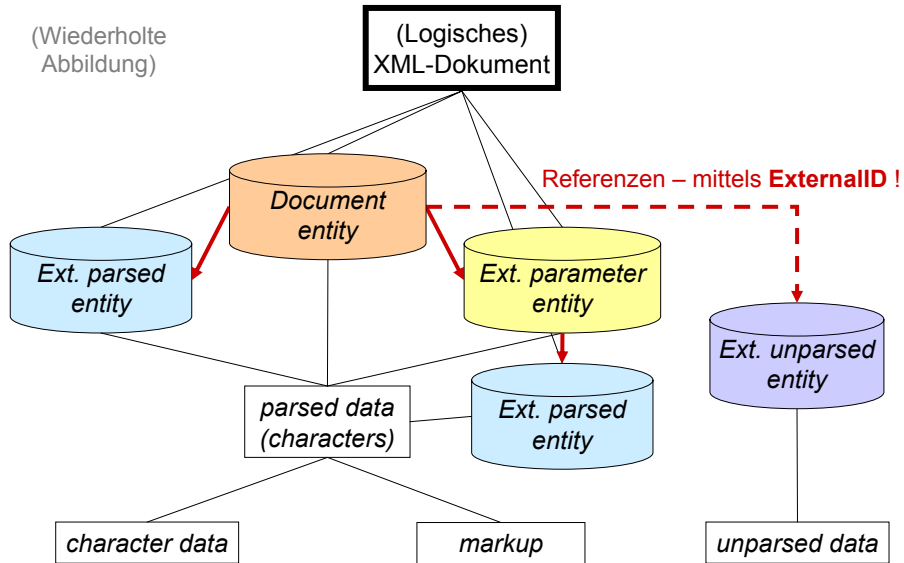 (Wiederholte
Abbildung)
(Logisches)
XML-Dokument
Referenzen – mittels ExternalID !
Document
entity
Ext. parsed
entity
Ext. parameter
entity
Ext. unparsed
entity
parsed data
(characters)
Ext. parsed
entity
character data
markup
unparsed data